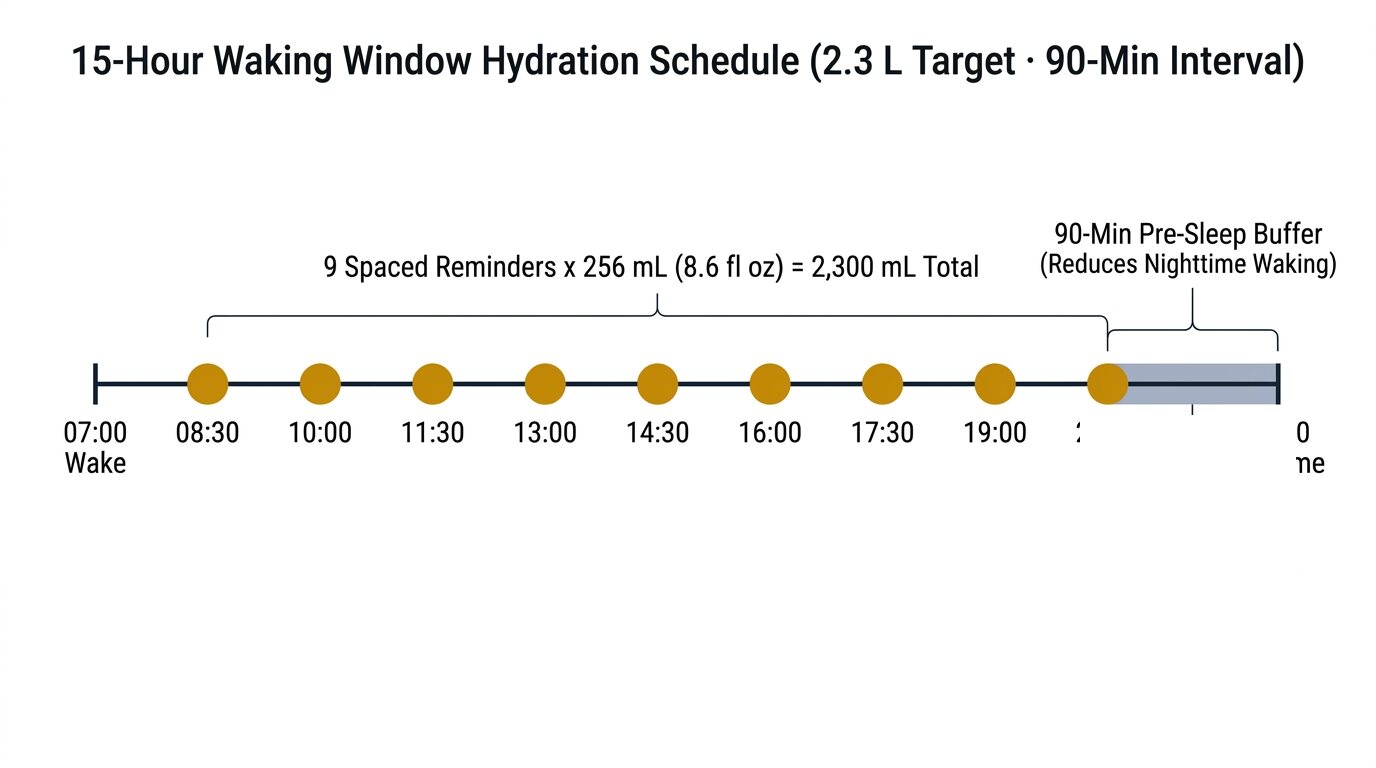 15-Hour Waking Window Hydration Schedule (2.3 L Target · 90-Min Interval)
90-Min Pre-Sleep Buffer
(Reduces Nighttime Waking)
9 Spaced Reminders x 256 mL (8.6 fl oz) = 2,300 mL Total
07:00 08:30 10:00 11:30 13:00 14:30 16:00 17:30 19:00
Wake